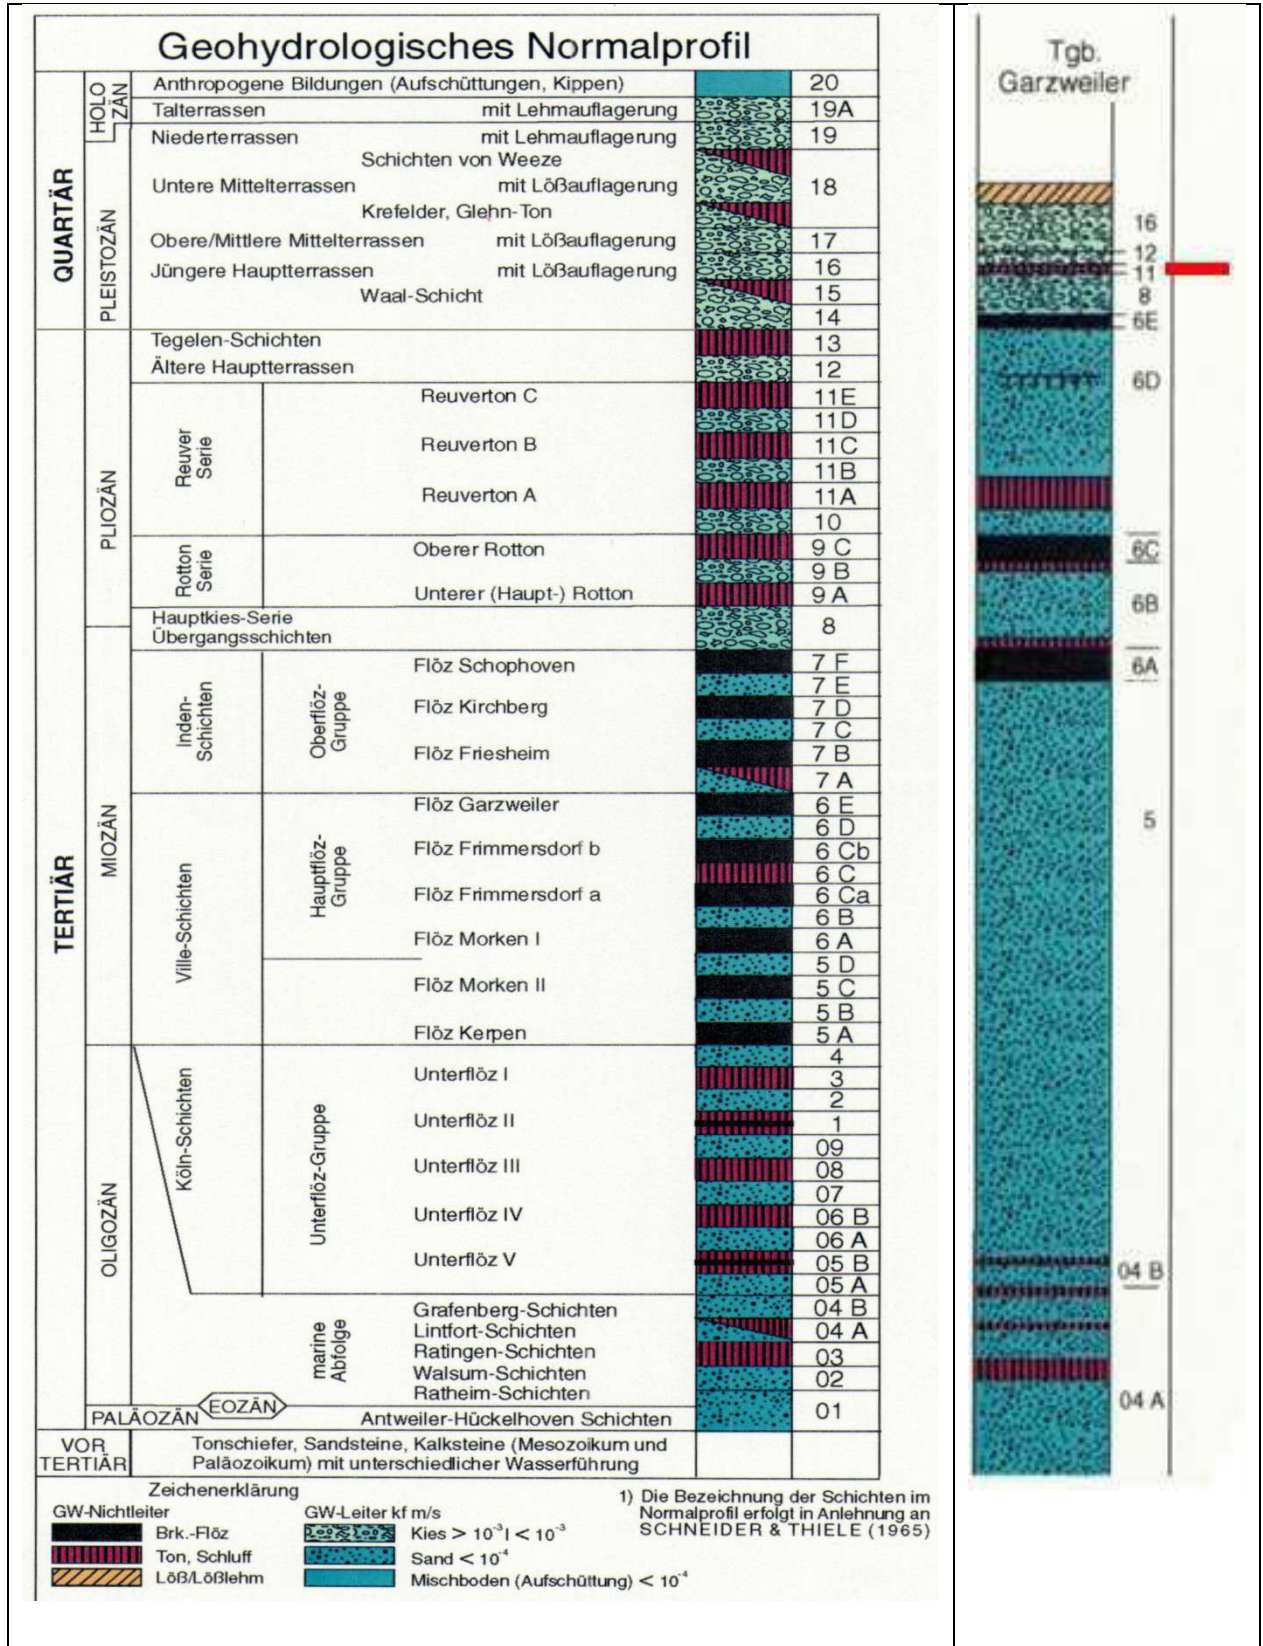 Geohydrologisches Normalprofil
QUARTÄR
TERTIÄR
HOLO
ZÄN
PLEISTOZÄN
PLIOZÄN
MIOZÄN
OLIGOZÄN
Anthropogene Bildungen (Aufschüttungen, Kippen) 20
Talterrassen mit Lehmauflagerung 19A
Niederterrassen mit Lehmauflagerung 19
Schichten von Weeze
Untere Mittelterrassen mit Lößauflagerung 18
Krefelder, Glehn-Ton
Obere/Mittlere Mittelterrassen mit Lößauflagerung 17
Jüngere Hauptterrassen mit Lößauflagerung 16
Waal-Schicht 15
14
Tegelen-Schichten 13
Ältere Hauptterrassen 12
Reuver
Serie
Reuverton C 11E
11D
Reuverton B 11C
11B
Reuverton A 11A
10
Rotton
Serie
Oberer Rotton 9 C
9 B
Unterer (Haupt-) Rotton 9 A
Hauptkies-Serie
Übergangsschichten 8
Inden-
Schichten
Oberflöz-
Gruppe
Flöz Schophoven 7 F
7 E
Flöz Kirchberg 7 D
7 C
Flöz Friesheim 7 B
7 A
Ville-Schichten
Hauptflöz-
Gruppe
Flöz Garzweiler 6 E
6 D
Flöz Frimmersdorf b 6 Cb
6 C
Flöz Frimmersdorf a 6 Ca
6 B
Flöz Morken I 6 A
5 D
Flöz Morken II 5 C
5 B
Flöz Kerpen 5 A
4
Köln-Schichten
Unterflöz-Gruppe
Unterflöz I 3
2
Unterflöz II 1
09
Unterflöz III 08
07
Unterflöz IV 06 B
06 A
Unterflöz V 05 B
05 A
marine
Abfolge
Grafenberg-Schichten 04 B
Lintfort-Schichten 04 A
Ratingen-Schichten 03
Walsum-Schichten 02
Ratheim-Schichten
PALÄOZÄN EOZÄN Antweiler-Hückelhoven Schichten 01
VOR
TERTIÄR
Tonschiefer, Sandsteine, Kalksteine (Mesozoikum und
Paläozoikum) mit unterschiedlicher Wasserführung
Zeichenerklärung
GW-Nichtleiter
Brk.-Flöz
Ton, Schluff
Löß/Lößlehm
GW-Leiter kf m/s
Kies > 10⁻³I < 10⁻³
Sand < 10⁻⁴
Mischboden (Aufschüttung) < 10⁻⁴
1) Die Bezeichnung der Schichten im
Normalprofil erfolgt in Anlehnung an
SCHNEIDER & THIELE (1965)
Tgb.
Garzweiler
16
12
11
8
6E
6D
6C
6B
6A
5
04 B
04 A